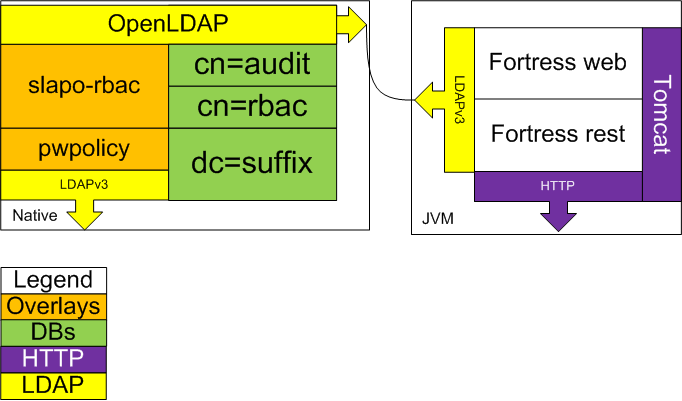 OpenLDAP
slapo-rbac
cn=audit
cn=rbac
pwpolicy
dc=suffix
LDAPv3
Native
LDAPv3
Fortress web
Fortress rest
Tomcat
HTTP
JVM
Legend
Overlays
DBs
HTTP
LDAP